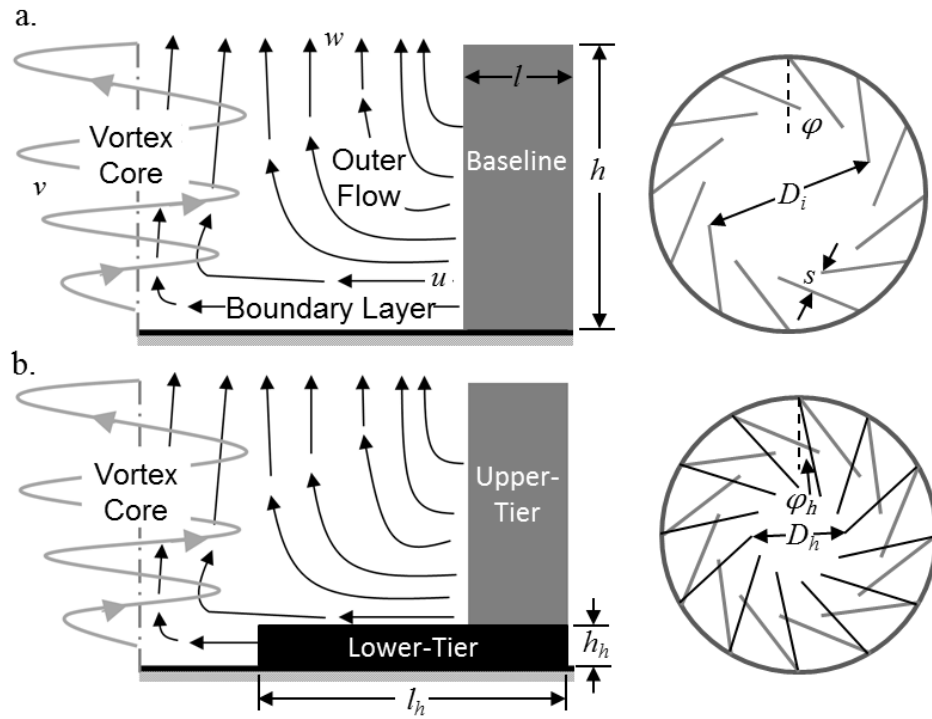 a.
w
l
Vortex
Core
v
Outer
Flow
Baseline
h
u
Boundary Layer
φ
D_i
s
b.
Vortex
Core
Upper-
Tier
Lower-Tier
h_h
l_h
φ_h
D_h